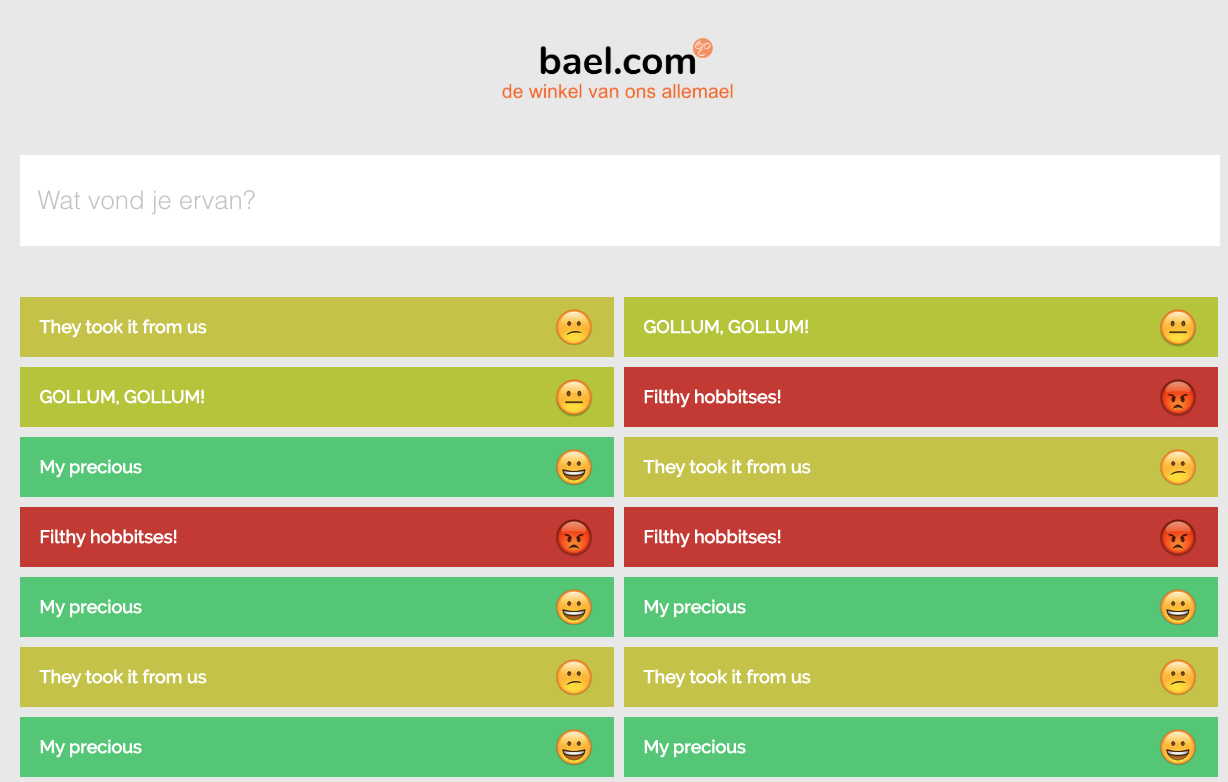 bael.com
de winkel van ons allemael
Wat vond je ervan?
They took it from us
GOLLUM, GOLLUM!
GOLLUM, GOLLUM!
Filthy hobbitses!
My precious
They took it from us
Filthy hobbitses!
Filthy hobbitses!
My precious
My precious
They took it from us
They took it from us
My precious
My precious